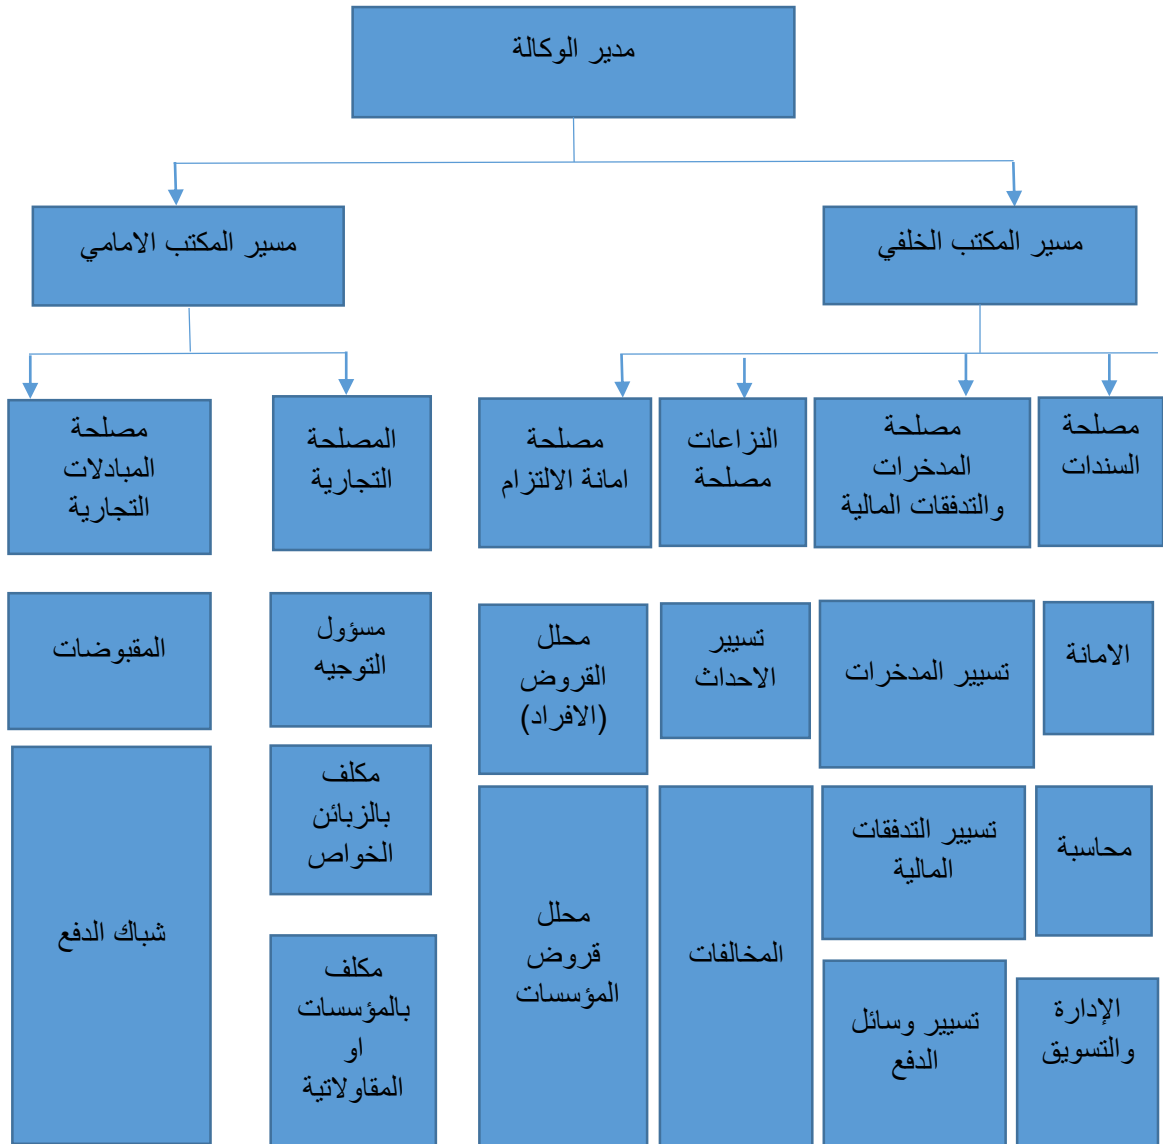 مدير الوكالة
مسير المكتب الخلفي
مسير المكتب الامامي
مصلحة
السندات
مصلحة
المدخرات
والتدفقات المالية
النزاعات
مصلحة
مصلحة
امانة الالتزام
المصلحة
التجارية
مصلحة
المبادلات
التجارية
الامانة
تسيير المدخرات
تسيير
الاحداث
محلل
القروض
(الافراد)
مسؤول
التوجيه
المقبوضات
محاسبة
تسيير التدفقات
المالية
المخالفات
محلل
قروض
المؤسسات
مكلف
بالزبائن
الخواص
شباك الدفع
الإدارة
والتسويق
تسيير وسائل
الدفع
مكلف
بالمؤسسات
او
المقاولاتية